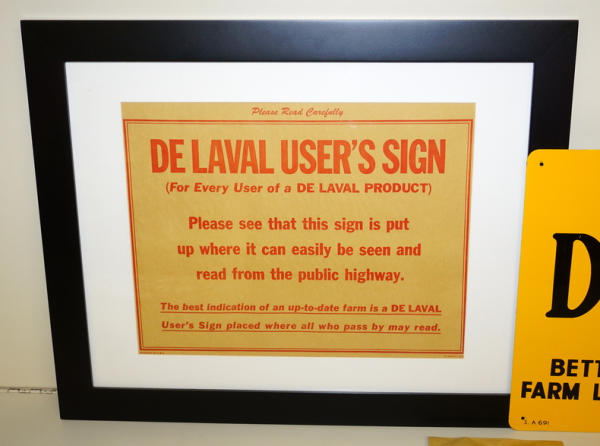 Please Read Carefully
DE LAVAL USER'S SIGN
(For Every User of a DE LAVAL PRODUCT)
Please see that this sign is put
up where it can easily be seen and
read from the public highway.
The best indication of an up-to-date farm is a DE LAVAL
User's Sign placed where all who pass by may read.
D
BETT
FARM L